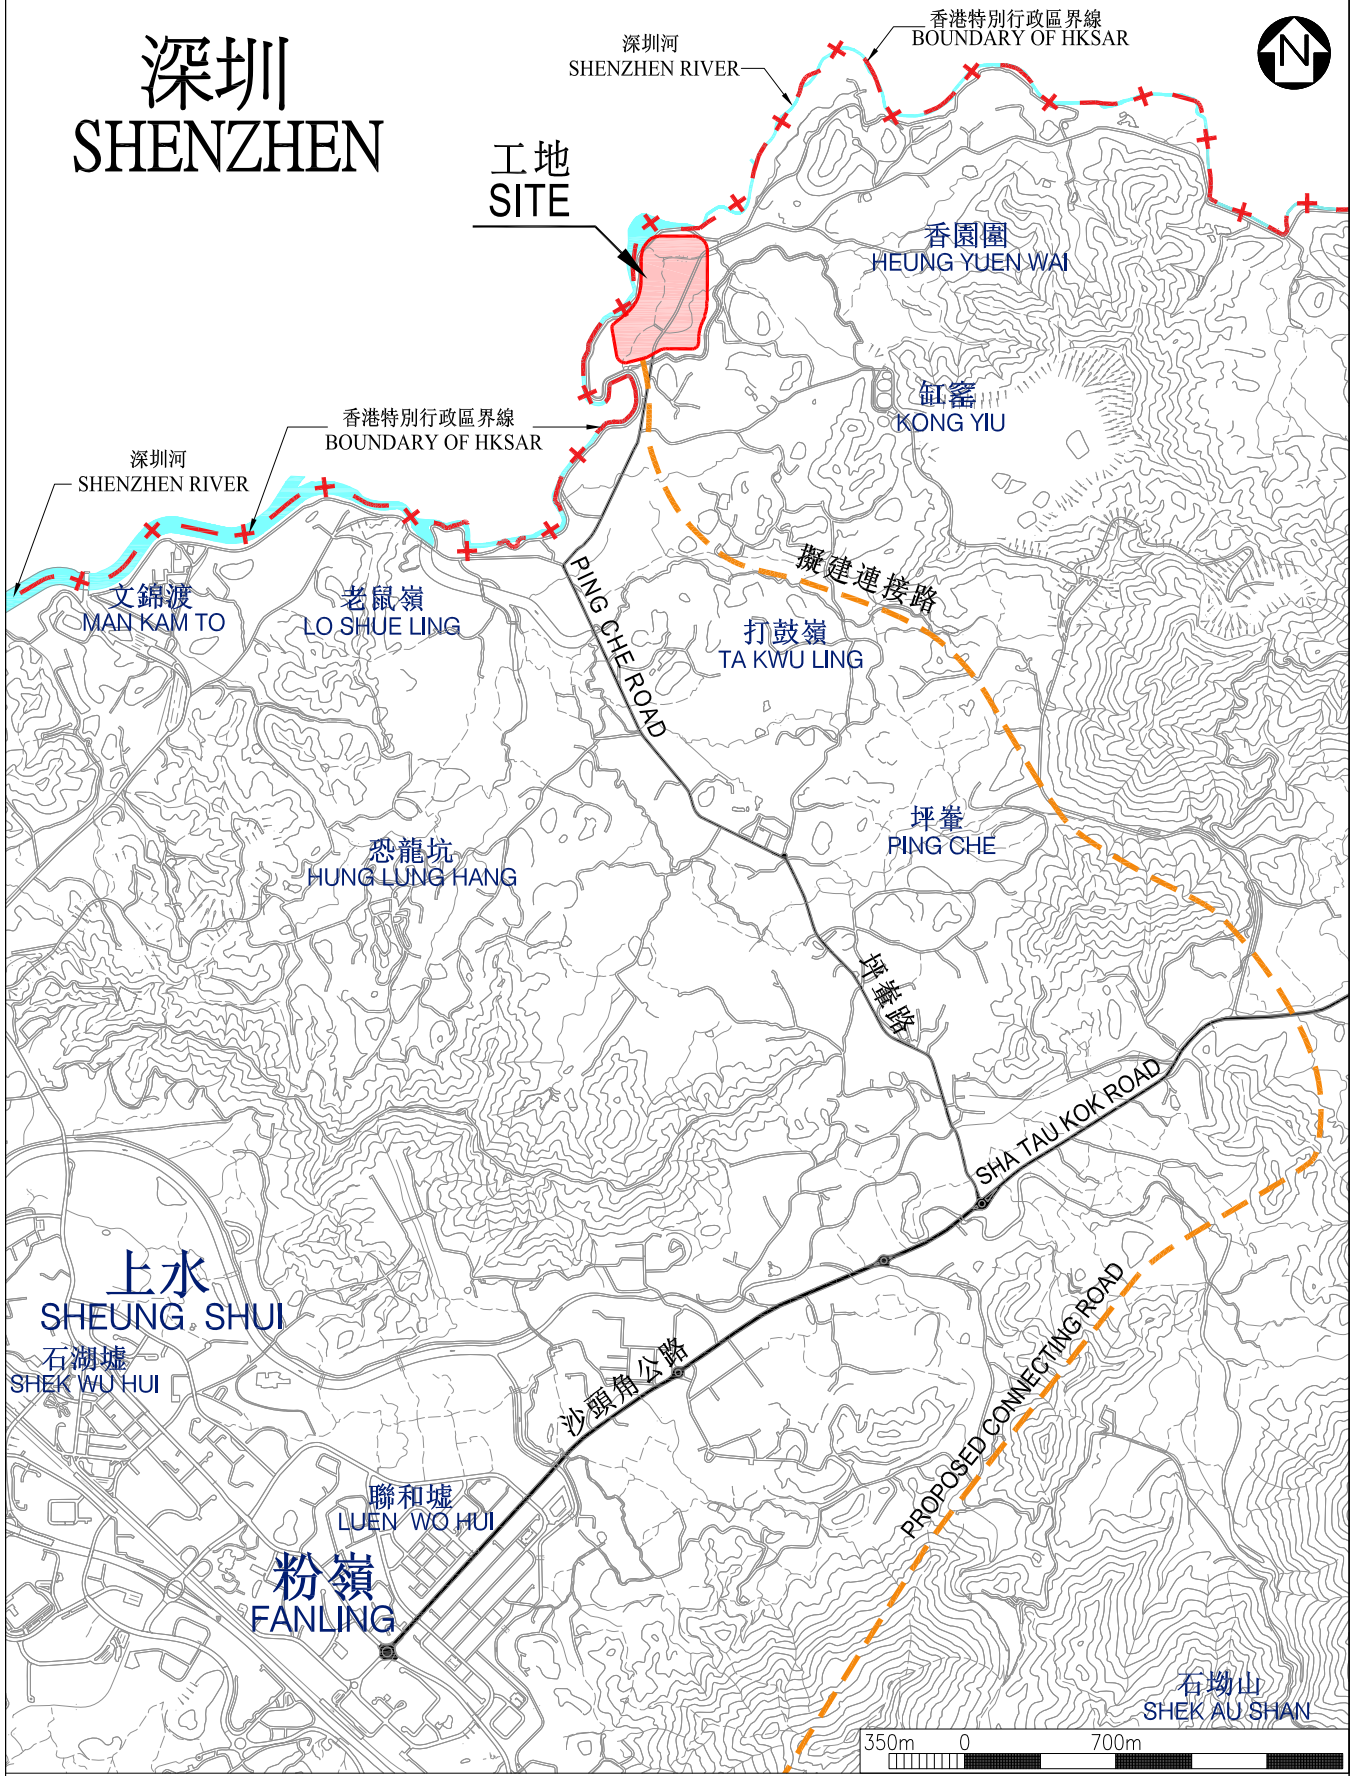 深圳
SHENZHEN
深圳河
SHENZHEN RIVER
香港特別行政區界線
BOUNDARY OF HKSAR
N
工地
SITE
香園圍
HEUNG YUEN WAI
缸窰
KONG YIU
香港特別行政區界線
BOUNDARY OF HKSAR
深圳河
SHENZHEN RIVER
文錦渡
MAN KAM TO
老鼠嶺
LO SHUE LING
PING CHE ROAD
擬建連接路
打鼓嶺
TA KWU LING
坪輋
PING CHE
恐龍坑
HUNG LUNG HANG
坪輋路
SHA TAU KOK ROAD
上水
SHEUNG SHUI
石湖墟
SHEK WU HUI
沙頭角公路
PROPOSED CONNECTING ROAD
聯和墟
LUEN WO HUI
粉嶺
FANLING
石坳山
SHEK AU SHAN
350m 0 700m